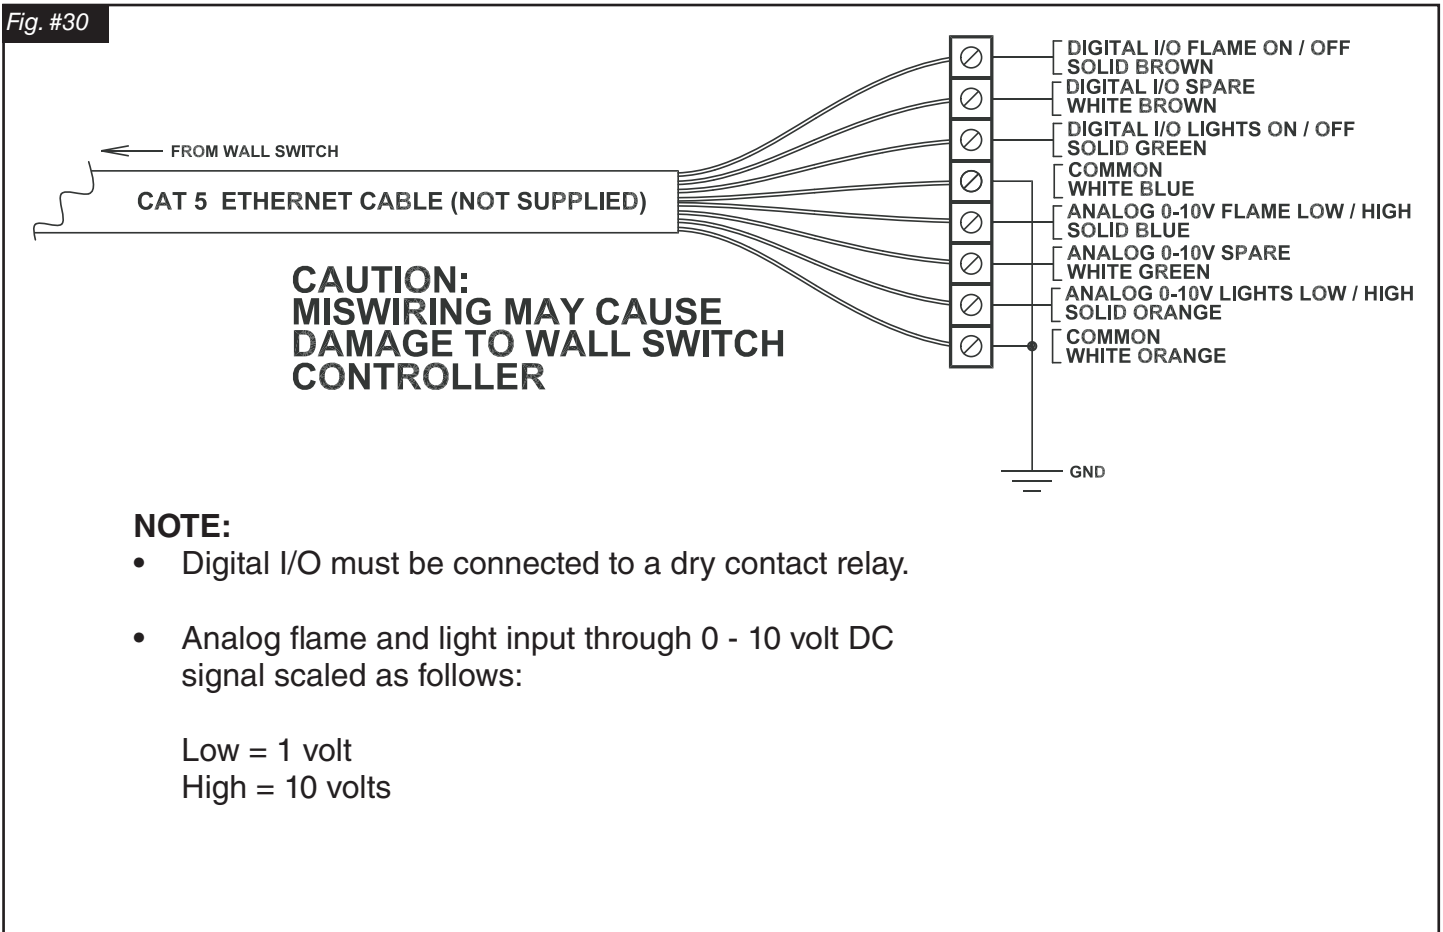 Fig. #30
DIGITAL I/O FLAME ON / OFF
SOLID BROWN
DIGITAL I/O SPARE
WHITE BROWN
DIGITAL I/O LIGHTS ON / OFF
SOLID GREEN
COMMON
WHITE BLUE
ANALOG 0-10V FLAME LOW / HIGH
SOLID BLUE
ANALOG 0-10V SPARE
WHITE GREEN
ANALOG 0-10V LIGHTS LOW / HIGH
SOLID ORANGE
COMMON
WHITE ORANGE
FROM WALL SWITCH
CAT 5 ETHERNET CABLE (NOT SUPPLIED)
CAUTION:
MISWIRING MAY CAUSE
DAMAGE TO WALL SWITCH
CONTROLLER
GND
NOTE:
• Digital I/O must be connected to a dry contact relay.
• Analog flame and light input through 0 - 10 volt DC
signal scaled as follows:
Low = 1 volt
High = 10 volts